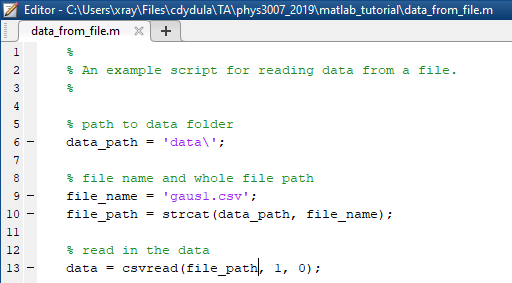 Editor - C:\Users\xray\Files\cdydula\TA\phys3007_2019\matlab_tutorial\data_from_file.m
data_from_file.m × +
1 %
2 % An example script for reading data from a file.
3 %
4
5 % path to data folder
6 – data_path = 'data\';
7
8 % file name and whole file path
9 – file_name = 'gaus1.csv';
10 – file_path = strcat(data_path, file_name);
11
12 % read in the data
13 – data = csvread(file_path, 1, 0);